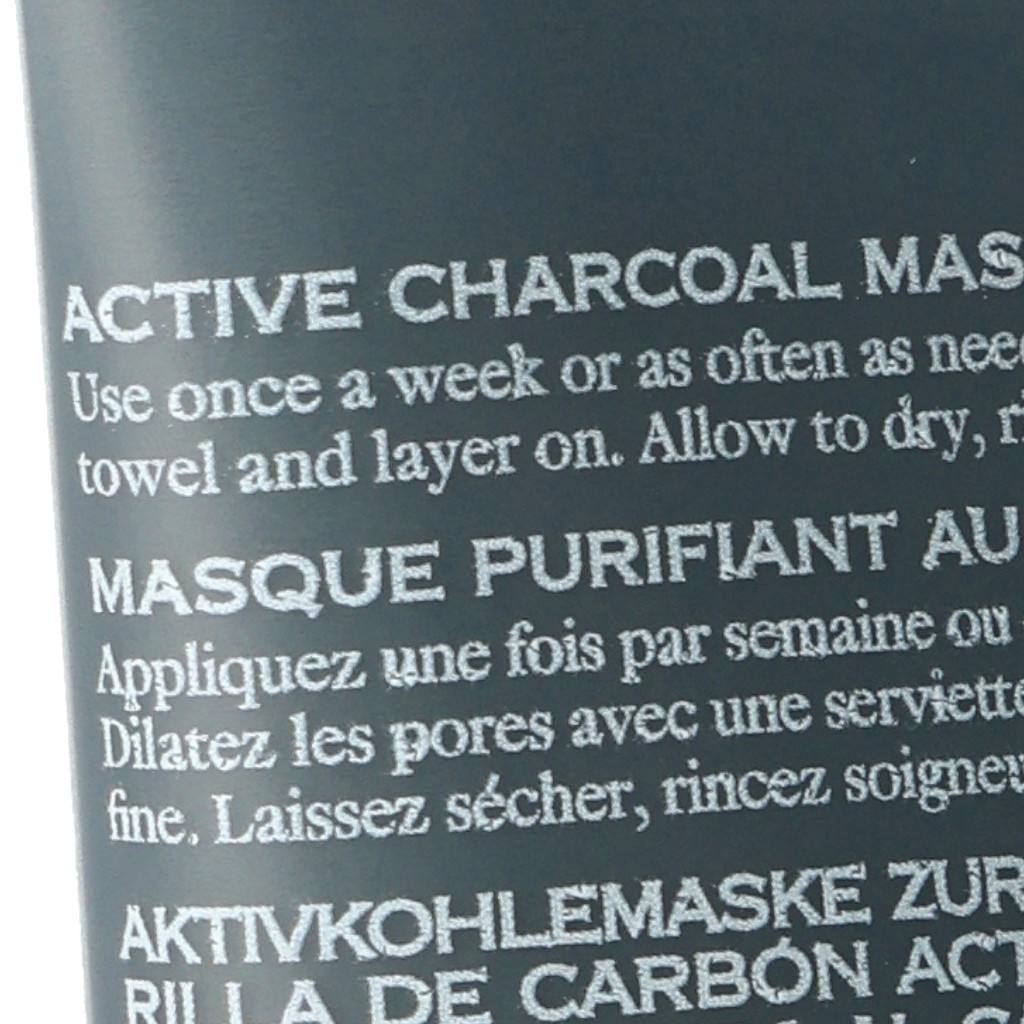 ACTIVE CHARCOAL MAS
Use once a week or as often as nee
towel and layer on. Allow to dry, r
MASQUE PURIFIANT AU
Appliquez une fois par semaine ou
Dilatez les pores avec une serviette
fine. Laissez sécher, rincez soigneu
AKTIVKOHLEMASKE ZUR
RILLA DE CARBÓN ACT